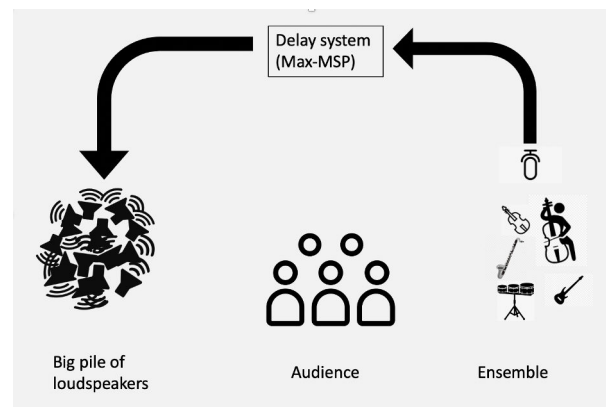 Delay system
(Max-MSP)
Big pile of
loudspeakers
Audience
Ensemble